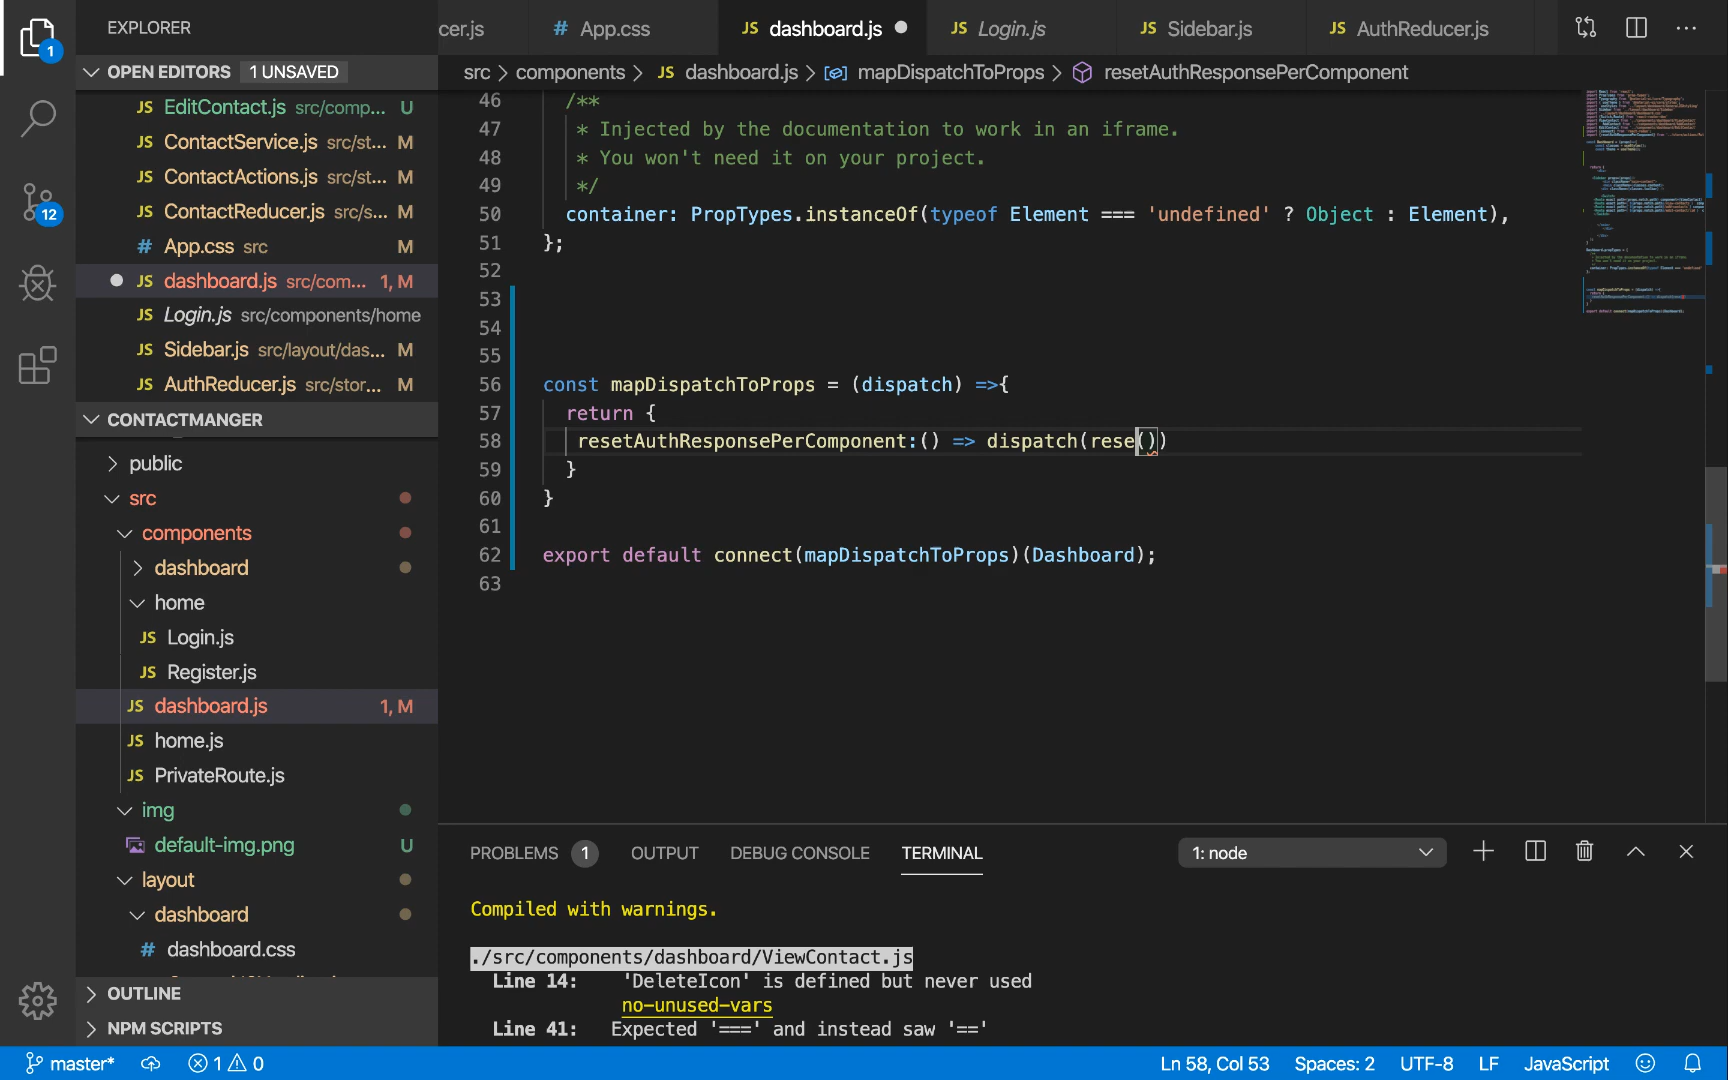 EXPLORER
cer.js
# App.css
JS dashboard.js
JS Login.js
JS Sidebar.js
JS AuthReducer.js
1
OPEN EDITORS 1 UNSAVED
src > components > JS dashboard.js > mapDispatchToProps > resetAuthResponsePerComponent
JS EditContact.js src/comp... U
JS ContactService.js src/st... M
JS ContactActions.js src/st... M
JS ContactReducer.js src/s... M
# App.css src M
JS dashboard.js src/com... 1, M
JS Login.js src/components/home
JS Sidebar.js src/layout/das... M
JS AuthReducer.js src/stor... M
12
CONTACTMANGER
public
src
components
dashboard
home
JS Login.js
JS Register.js
JS dashboard.js 1, M
JS home.js
JS PrivateRoute.js
img
default-img.png U
layout
dashboard
# dashboard.css
OUTLINE
NPM SCRIPTS
46 /**
47 * Injected by the documentation to work in an iframe.
48 * You won't need it on your project.
49 */
50 container: PropTypes.instanceOf(typeof Element === 'undefined' ? Object : Element),
51 };
52
53
54
55
56 const mapDispatchToProps = (dispatch) =>{
57 return {
58 resetAuthResponsePerComponent:() => dispatch(rese())
59 }
60 }
61
62 export default connect(mapDispatchToProps)(Dashboard);
63
PROBLEMS 1 OUTPUT DEBUG CONSOLE TERMINAL 1: node
Compiled with warnings.
./src/components/dashboard/ViewContact.js
Line 14: 'DeleteIcon' is defined but never used
no-unused-vars
Line 41: Expected '===' and instead saw '=='
master* 1 0 Ln 58, Col 53 Spaces: 2 UTF-8 LF JavaScript